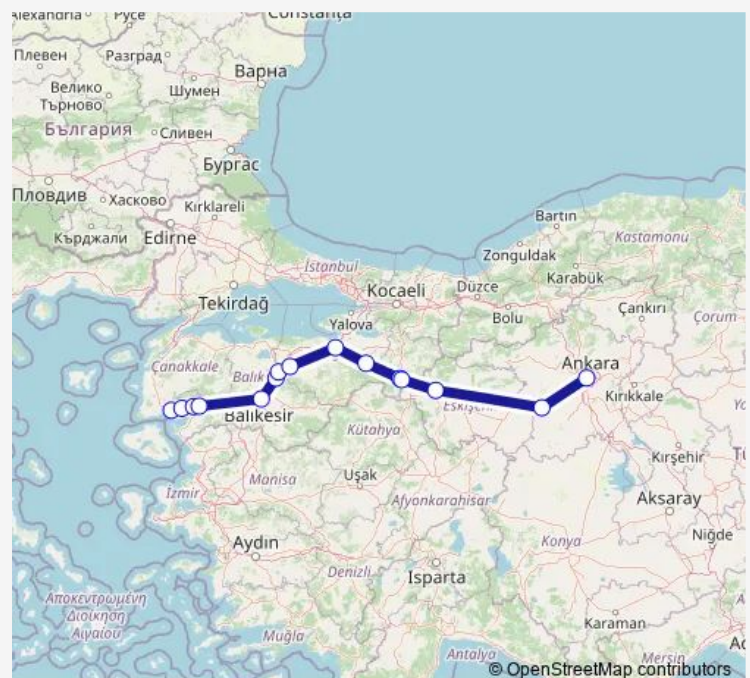 Alexandria
Русе
Constanța
Плевен
Разград
Варна
Велико
Търново
Шумен
България
Сливен
Бургас
Пловдив
Хасково
Kırklareli
Bartın
Кърджали
Edirne
Zonguldak
Kastamonu
İstanbul
Karabük
Tekirdağ
Kocaeli
Düzce
Bolu
Çankırı
Yalova
Çorum
Çanakkale
Ankara
Balık
Kırıkkale
Balıkesir
Eskişehir
Kütahya
Kırşehir
Manisa
Uşak
İzmir
Afyonkarahisar
Aksaray
Niğde
Aydın
Konya
Denizli
Isparta
Αποκεντρωμένη
Διοίκηση
Αιγαίου
Karaman
Muğla
Antalya
Mersin
© OpenStreetMap contributors